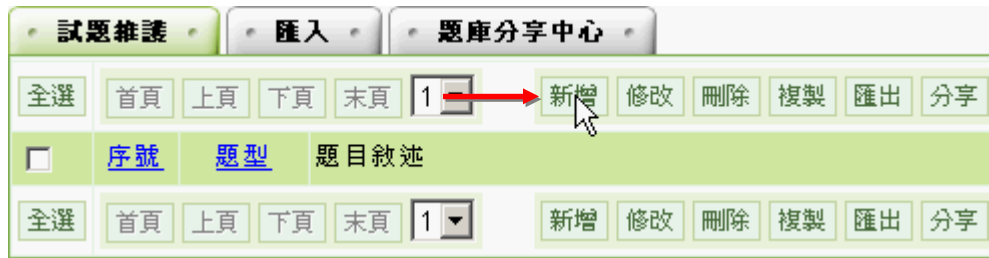 試題維護 匯入 題庫分享中心
全選 首頁 上頁 下頁 末頁 1 新增 修改 刪除 複製 匯出 分享
序號 題型 題目敘述
全選 首頁 上頁 下頁 末頁 1 新增 修改 刪除 複製 匯出 分享